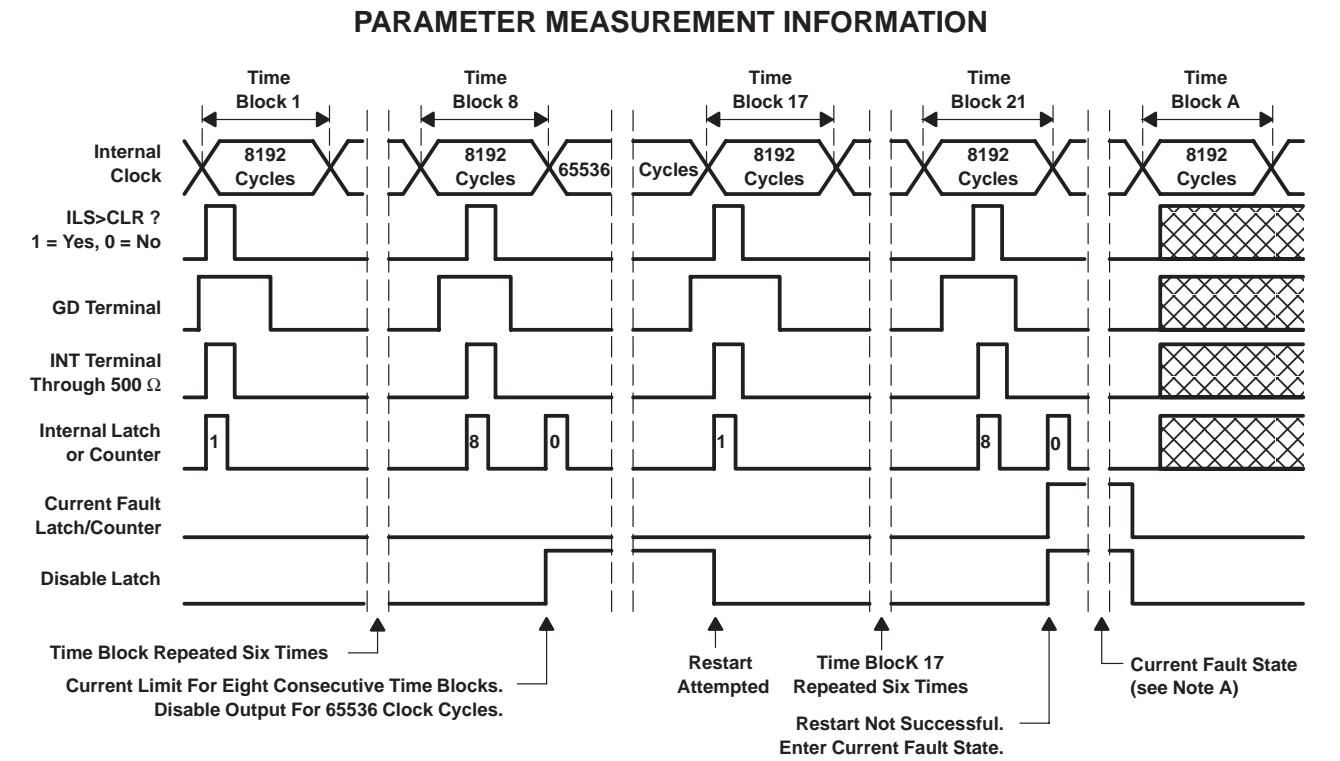 PARAMETER MEASUREMENT INFORMATION
Time
Block 1
Time
Block 8
Time
Block 17
Time
Block 21
Time
Block A
Internal
Clock
8192
Cycles
8192
Cycles
65536
Cycles
8192
Cycles
8192
Cycles
8192
Cycles
ILS>CLR ?
1 = Yes, 0 = No
GD Terminal
INT Terminal
Through 500 Ω
Internal Latch
or Counter
1
8
0
1
8
0
Current Fault
Latch/Counter
Disable Latch
Time Block Repeated Six Times
Current Limit For Eight Consecutive Time Blocks.
Disable Output For 65536 Clock Cycles.
Restart
Attempted
Time BlocK 17
Repeated Six Times
Restart Not Successful.
Enter Current Fault State.
Current Fault State
(see Note A)